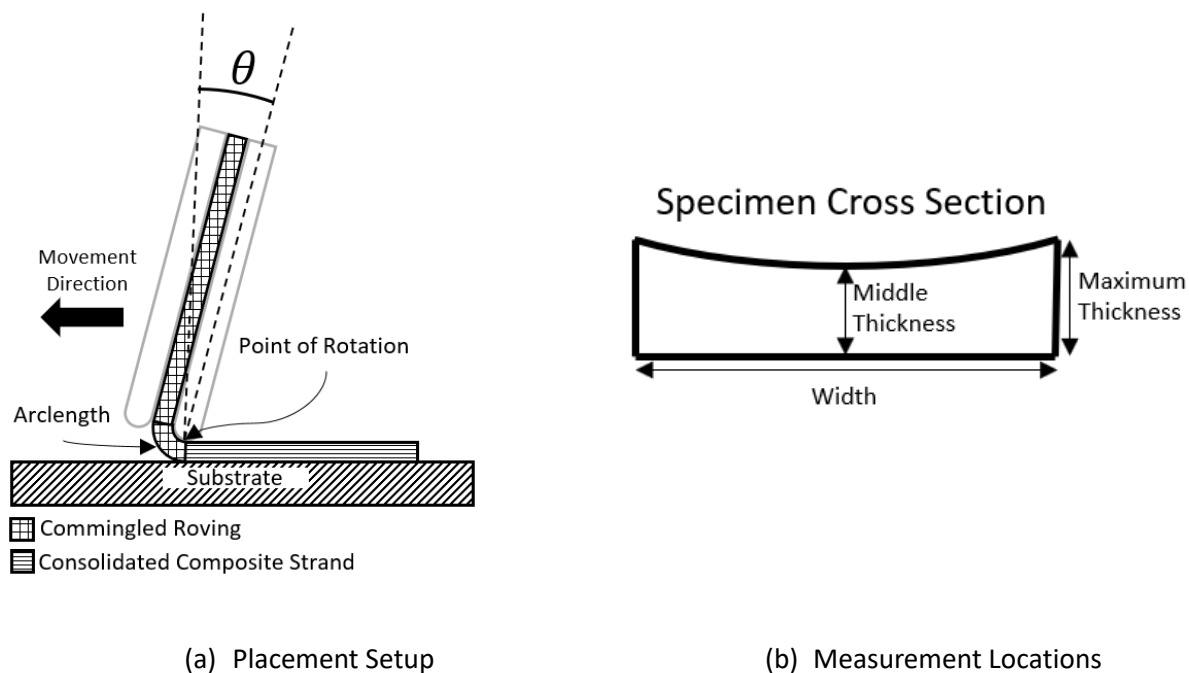 θ
Movement
Direction
Point of Rotation
Arclength
Substrate
Commingled Roving
Consolidated Composite Strand
(a) Placement Setup
Specimen Cross Section
Middle
Thickness
Maximum
Thickness
Width
(b) Measurement Locations